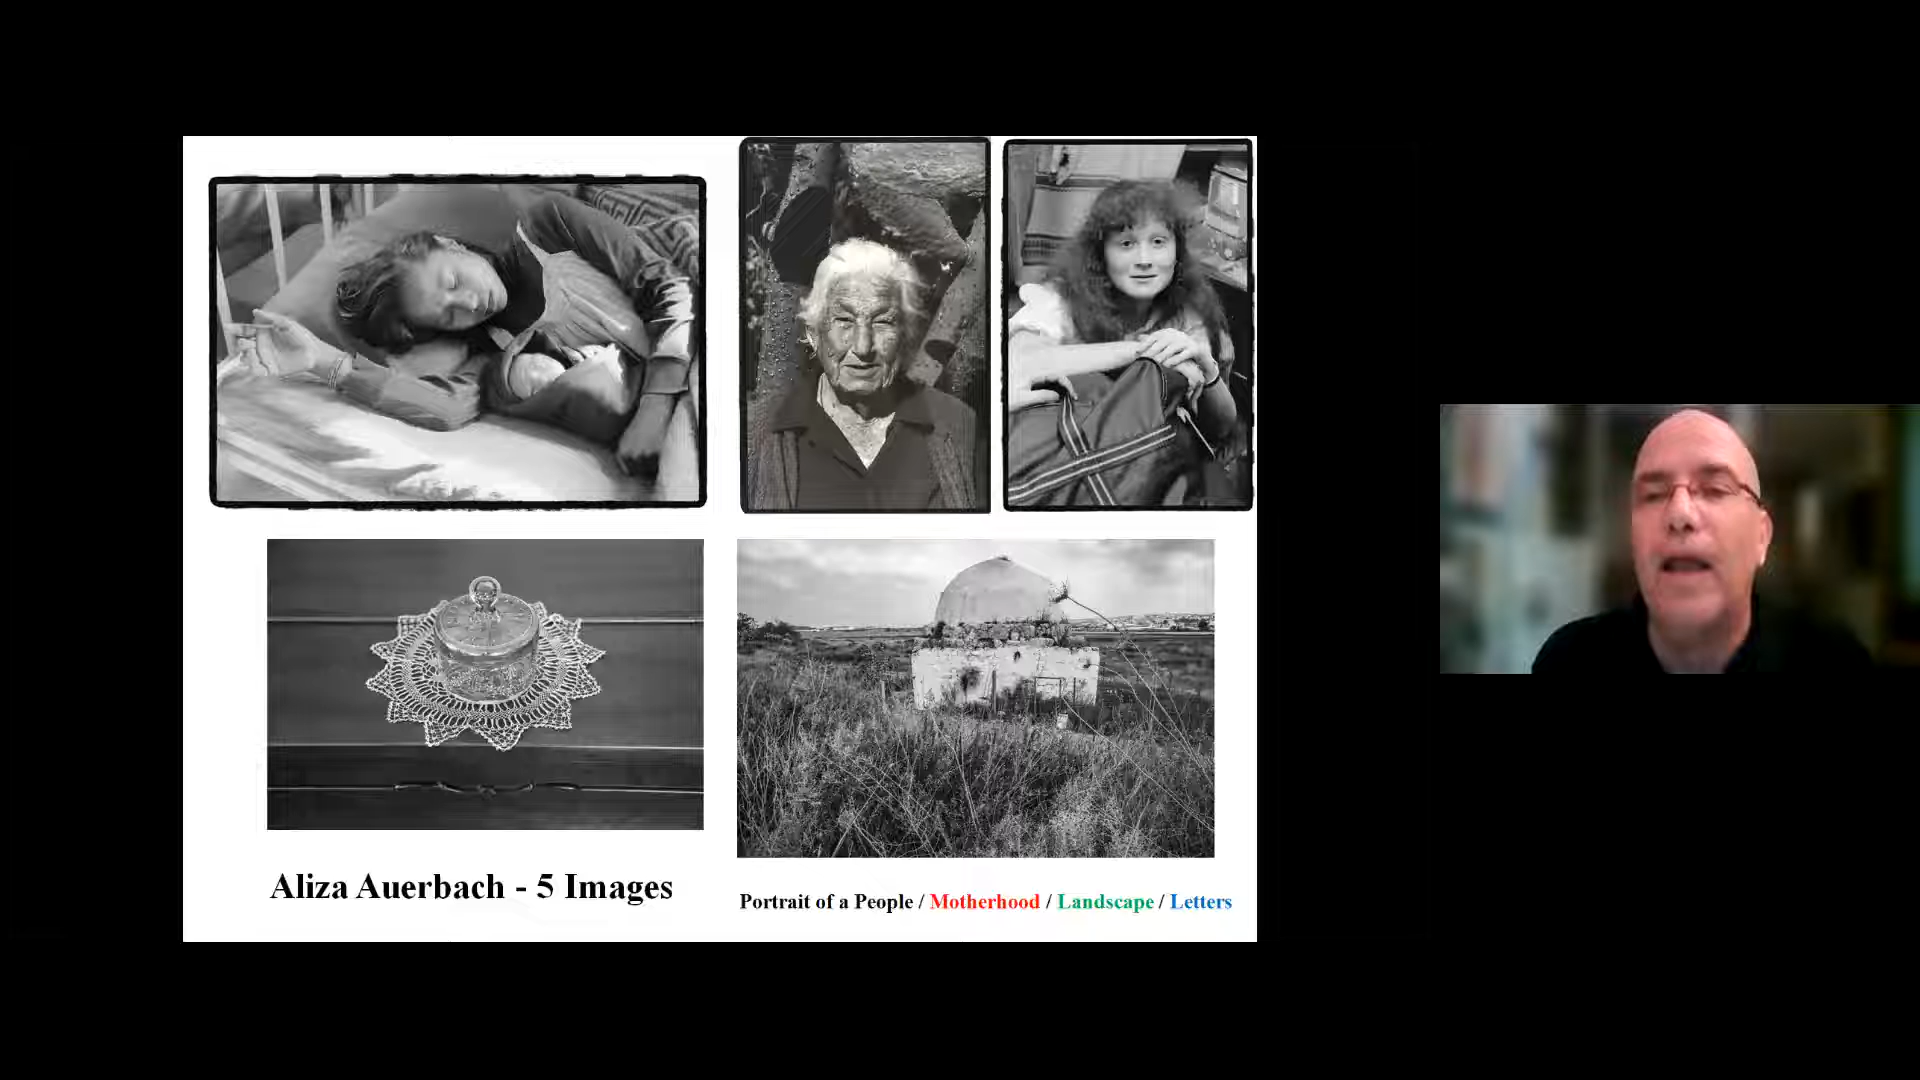 Aliza Auerbach - 5 Images
Portrait of a People / Motherhood / Landscape / Letters